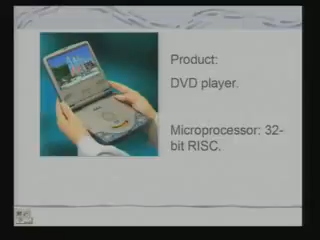 Product:
DVD player.
Microprocessor: 32-
bit RISC.